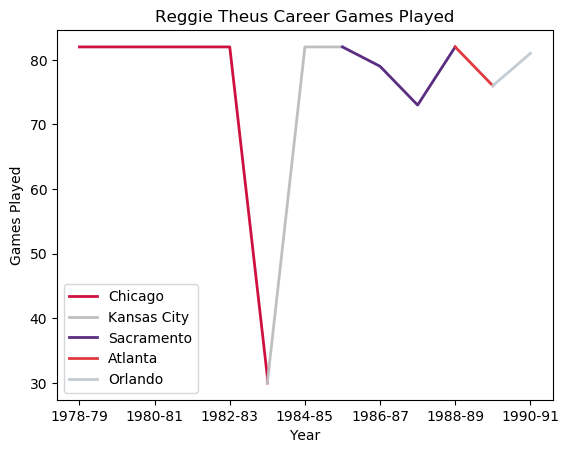 Reggie Theus Career Games Played
Games Played
80
70
60
50
40
30
Chicago
Kansas City
Sacramento
Atlanta
Orlando
1978-79 1980-81 1982-83 1984-85 1986-87 1988-89 1990-91
Year